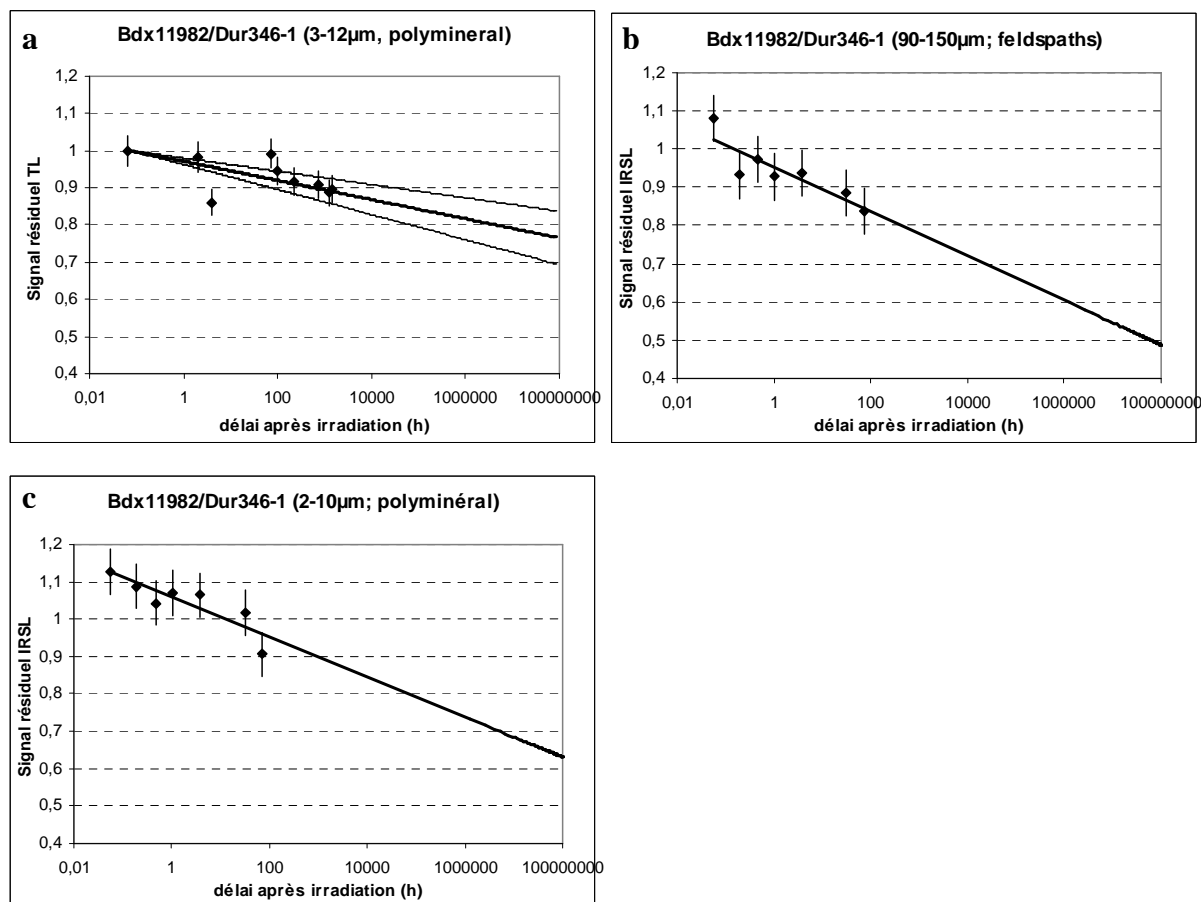 a
Bdx11982/Dur346-1 (3-12µm, polymineral)
1,2
1,1
1
0,9
0,8
0,7
0,6
0,5
0,4
Signal résiduel TL
0,01 1 100 10000 1000000 100000000
délai après irradiation (h)
b
Bdx11982/Dur346-1 (90-150µm; feldspaths)
1,2
1,1
1
0,9
0,8
0,7
0,6
0,5
0,4
Signal résiduel IRSL
0,01 1 100 10000 1000000 100000000
délai après irradiation (h)
c
Bdx11982/Dur346-1 (2-10µm; polyminéral)
1,2
1,1
1
0,9
0,8
0,7
0,6
0,5
0,4
Signal résiduel IRSL
0,01 1 100 10000 1000000 100000000
délai après irradiation (h)